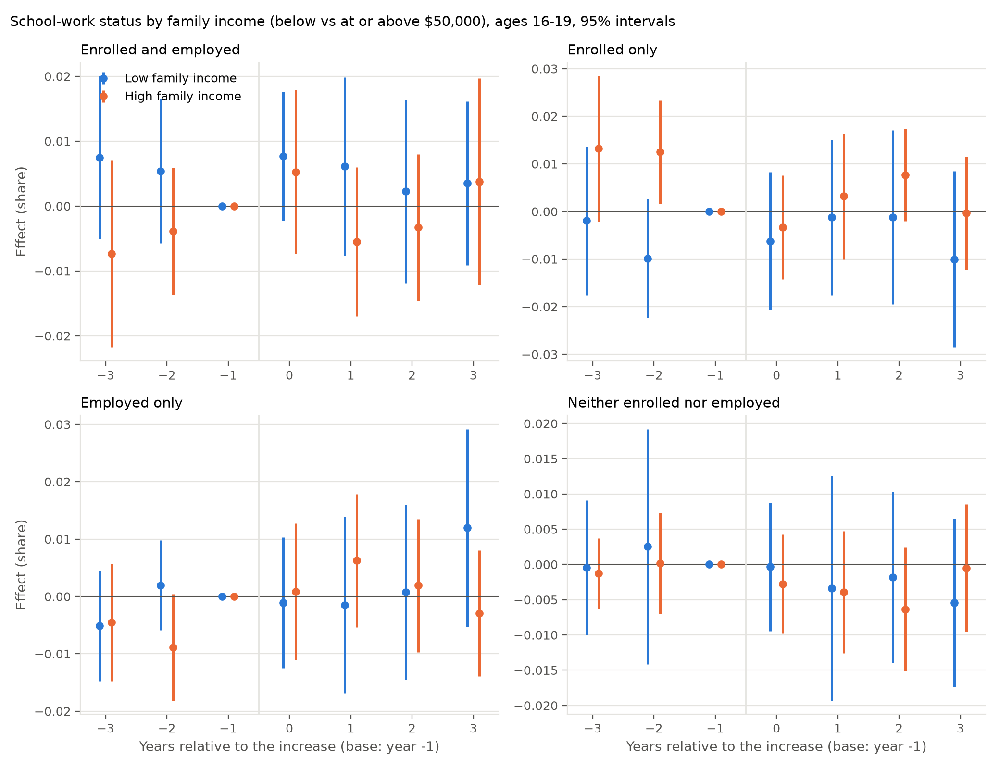 School-work status by family income (below vs at or above $50,000), ages 16-19, 95% intervals
Enrolled and employed
Low family income
High family income
Effect (share)
0.02
0.01
0.00
−0.01
−0.02
−3 −2 −1 0 1 2 3
Enrolled only
0.03
0.02
0.01
0.00
−0.01
−0.02
−0.03
−3 −2 −1 0 1 2 3
Employed only
Effect (share)
0.03
0.02
0.01
0.00
−0.01
−0.02
−3 −2 −1 0 1 2 3
Years relative to the increase (base: year -1)
Neither enrolled nor employed
0.020
0.015
0.010
0.005
0.000
−0.005
−0.010
−0.015
−0.020
−3 −2 −1 0 1 2 3
Years relative to the increase (base: year -1)